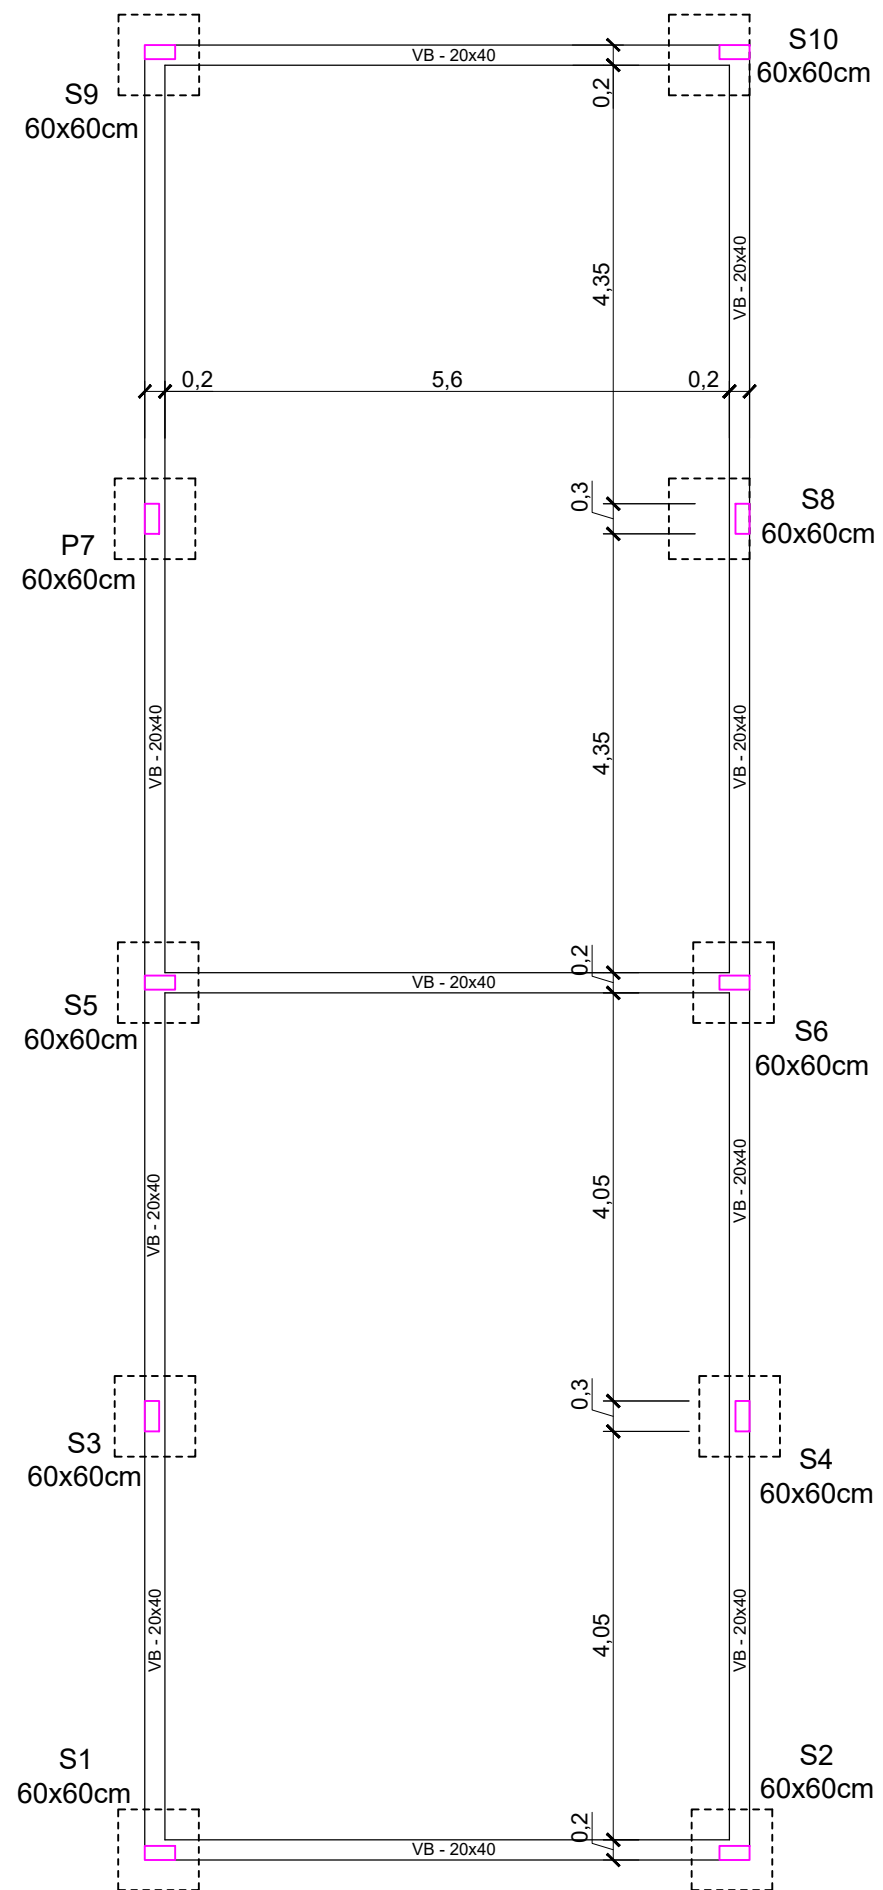 S10
60x60cm
VB - 20x40
0,2
S9
60x60cm
4,35
VB - 20x40
0,2
5,6
0,2
0,3
S8
60x60cm
P7
60x60cm
VB - 20x40
4,35
VB - 20x40
0,2
VB - 20x40
S5
60x60cm
S6
60x60cm
VB - 20x40
4,05
VB - 20x40
0,3
S3
60x60cm
S4
60x60cm
VB - 20x40
4,05
VB - 20x40
S1
60x60cm
S2
60x60cm
0,2
VB - 20x40